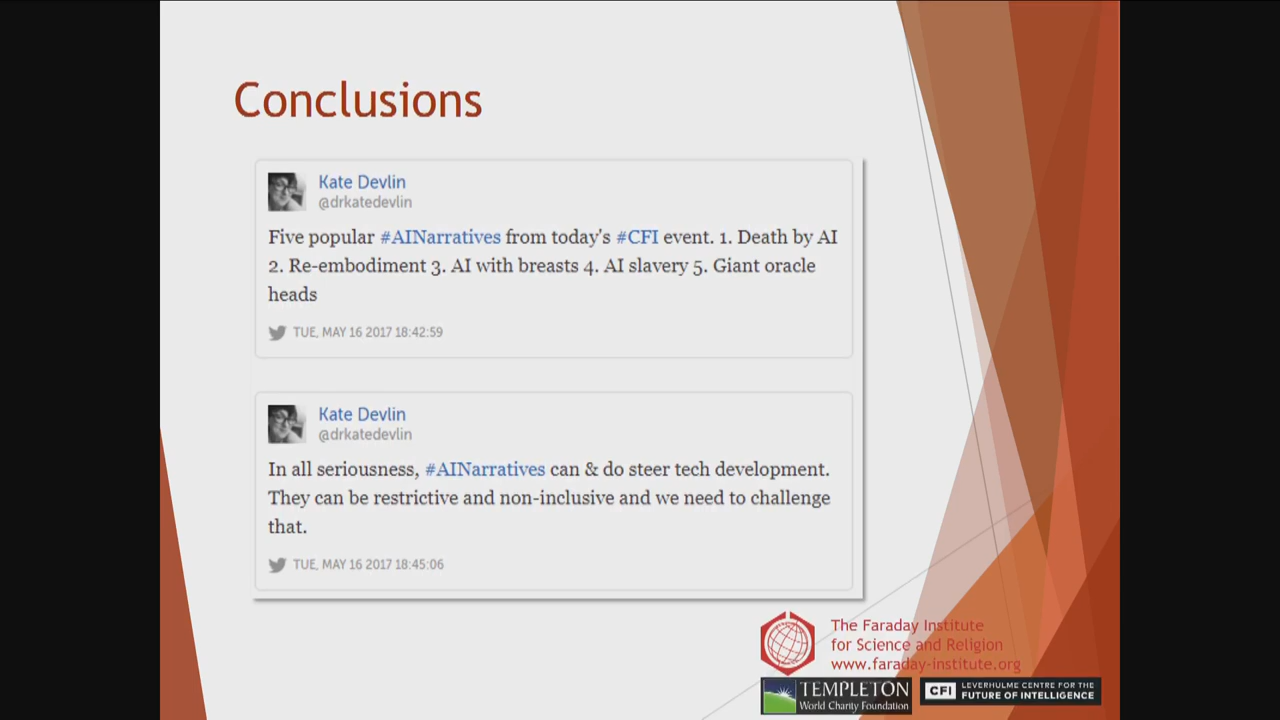 Conclusions
Kate Devlin
@drkatedevlin
Five popular #AINarratives from today's #CFI event. 1. Death by AI
2. Re-embodiment 3. AI with breasts 4. AI slavery 5. Giant oracle
heads
TUE, MAY 16 2017 18:42:59
Kate Devlin
@drkatedevlin
In all seriousness, #AINarratives can & do steer tech development.
They can be restrictive and non-inclusive and we need to challenge
that.
TUE, MAY 16 2017 18:45:06
The Faraday Institute
for Science and Religion
www.faraday-institute.org
TEMPLETON
World Charity Foundation
CFI
LEVERHULME CENTRE FOR THE
FUTURE OF INTELLIGENCE